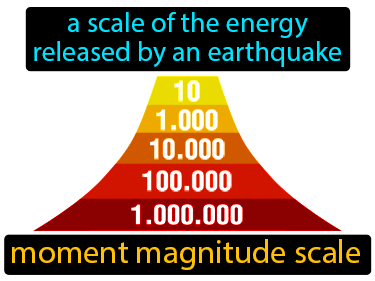 a scale of the energy
released by an earthquake
10
1.000
10.000
100.000
1.000.000
moment magnitude scale